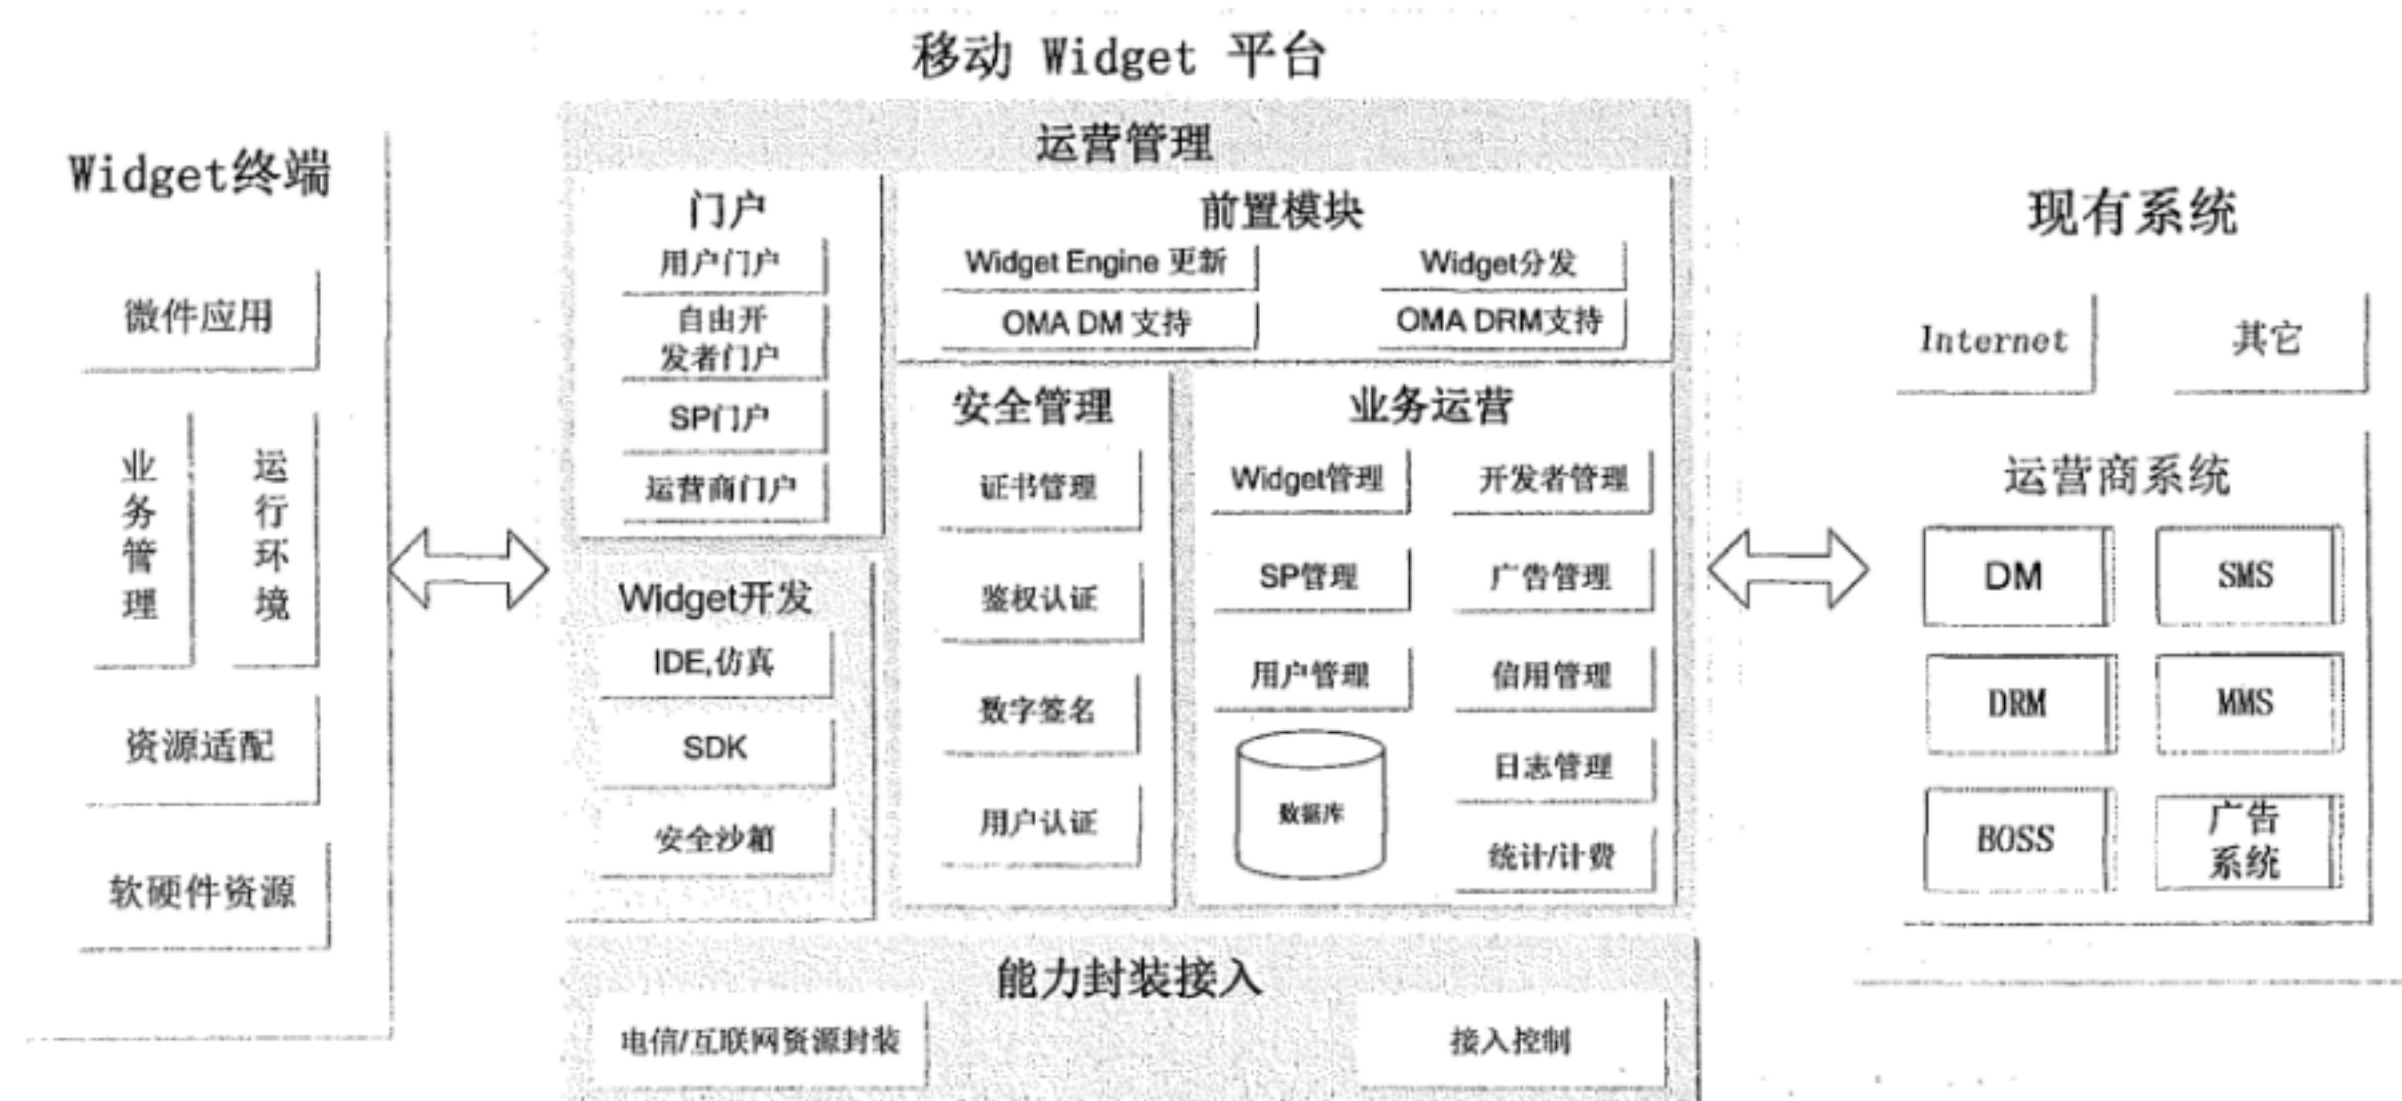 移动 Widget 平台
Widget终端
微件应用
业务管理
运行环境
资源适配
软硬件资源
运营管理
门户
用户门户
自由开
发者门户
SP门户
运营商门户
Widget开发
IDE,仿真
SDK
安全沙箱
前置模块
Widget Engine 更新
Widget分发
OMA DM 支持
OMA DRM支持
安全管理
证书管理
鉴权认证
数字签名
用户认证
业务运营
Widget管理
开发者管理
SP管理
广告管理
用户管理
信用管理
数据库
日志管理
统计/计费
能力封装接入
电信/互联网资源封装
接入控制
现有系统
Internet
其它
运营商系统
DM
SMS
DRM
MMS
BOSS
广告
系统